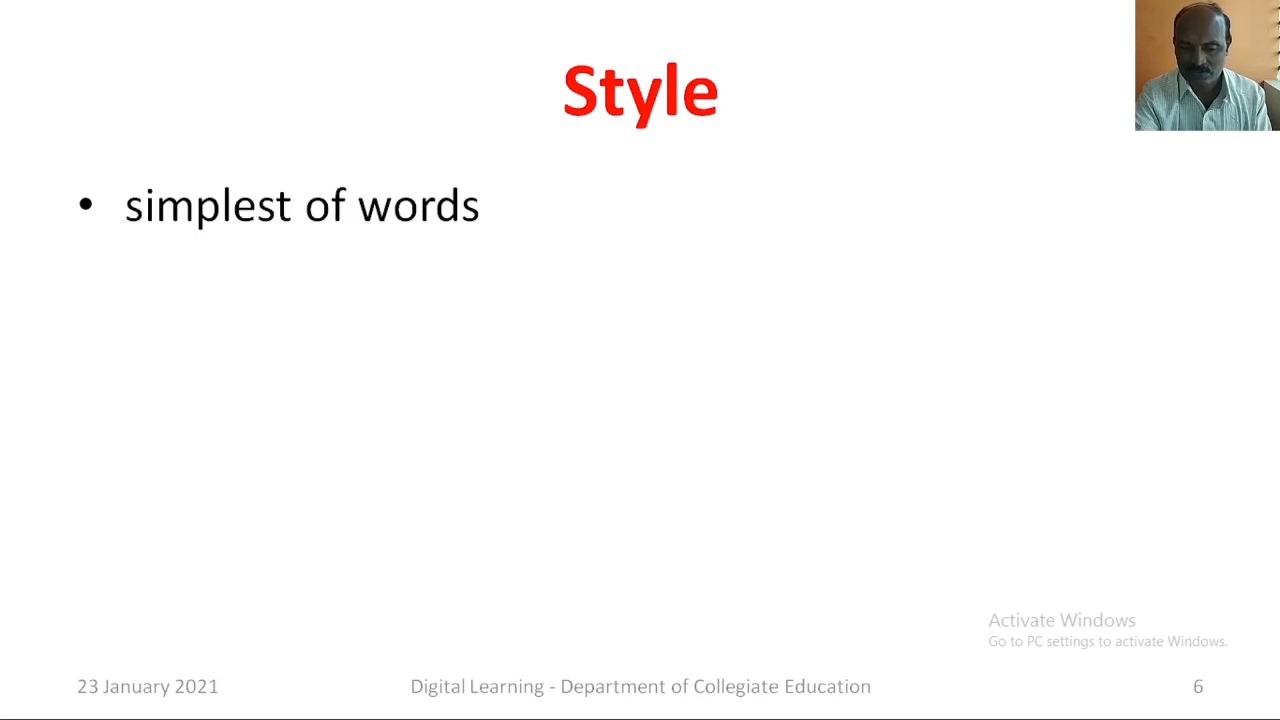 Style
• simplest of words
Activate Windows
Go to PC settings to activate Windows.
23 January 2021
Digital Learning - Department of Collegiate Education
6